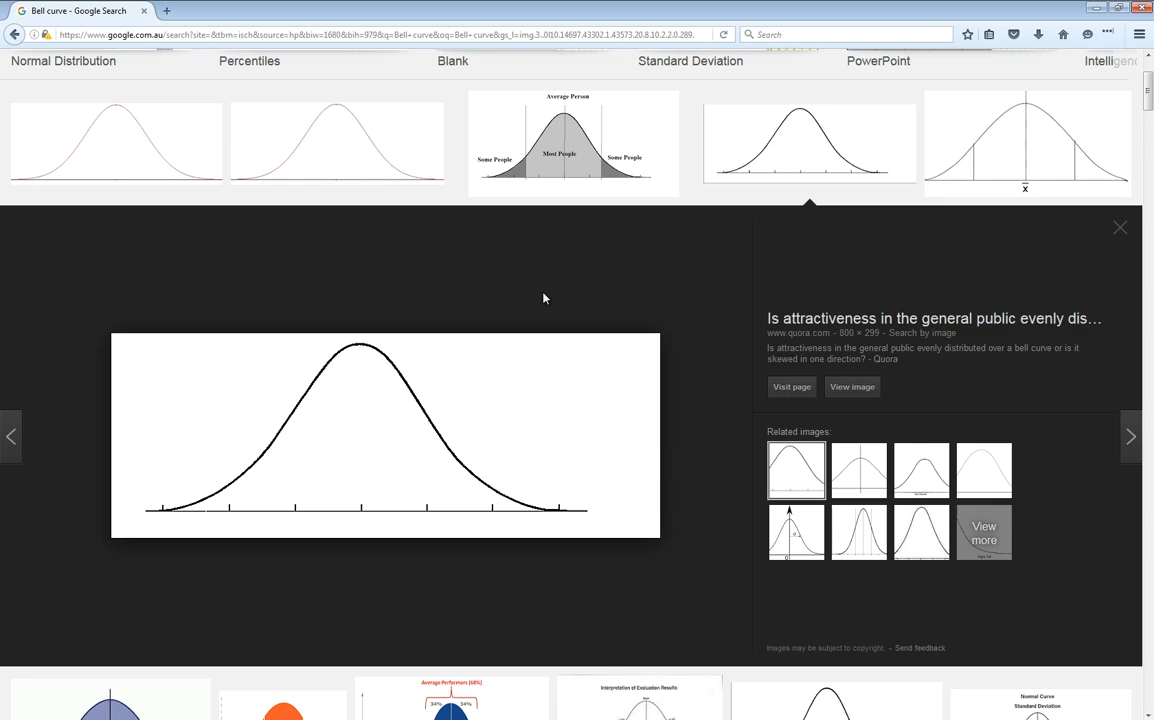 Bell curve - Google Search
https://www.google.com.au/search?site=&tbm=isch&source=hp&biw=1680&bih=979&q=Bell+curve&oq=Bell+curve&gs_l=img.3..0l10.14697.43302.1.43573.20.8.10.2.2.0.289.
Search
Normal Distribution
Percentiles
Blank
Standard Deviation
PowerPoint
Intelligenc
Average Person
Some People
Most People
Some People
X
Is attractiveness in the general public evenly dis...
www.quora.com - 800 × 299 - Search by image
Is attractiveness in the general public evenly distributed over a bell curve or is it
skewed in one direction? - Quora
Visit page
View image
Related images:
View
more
Images may be subject to copyright. - Send feedback
Average Performers (68%)
34%
34%
Interpretation of Evaluation Results
Normal Curve
Standard Deviation